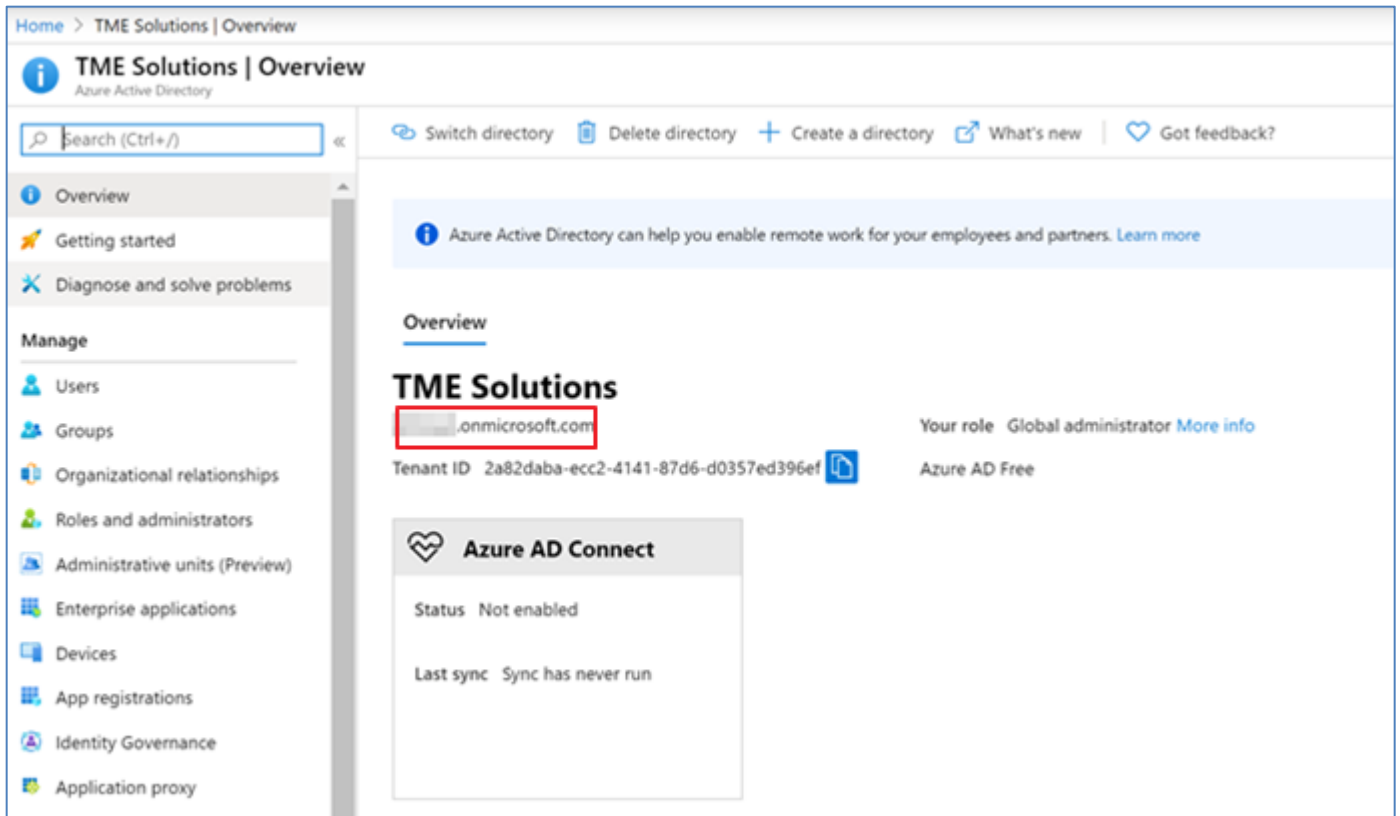 Home > TME Solutions | Overview
TME Solutions | Overview
Azure Active Directory
Search (Ctrl+/)
«
Switch directory Delete directory Create a directory What's new Got feedback?
Overview
Getting started
Diagnose and solve problems
Manage
Users
Groups
Organizational relationships
Roles and administrators
Administrative units (Preview)
Enterprise applications
Devices
App registrations
Identity Governance
Application proxy
Azure Active Directory can help you enable remote work for your employees and partners. Learn more
Overview
TME Solutions
.onmicrosoft.com
Your role Global administrator More info
Tenant ID 2a82daba-ecc2-4141-87d6-d0357ed396ef
Azure AD Free
Azure AD Connect
Status Not enabled
Last sync Sync has never run